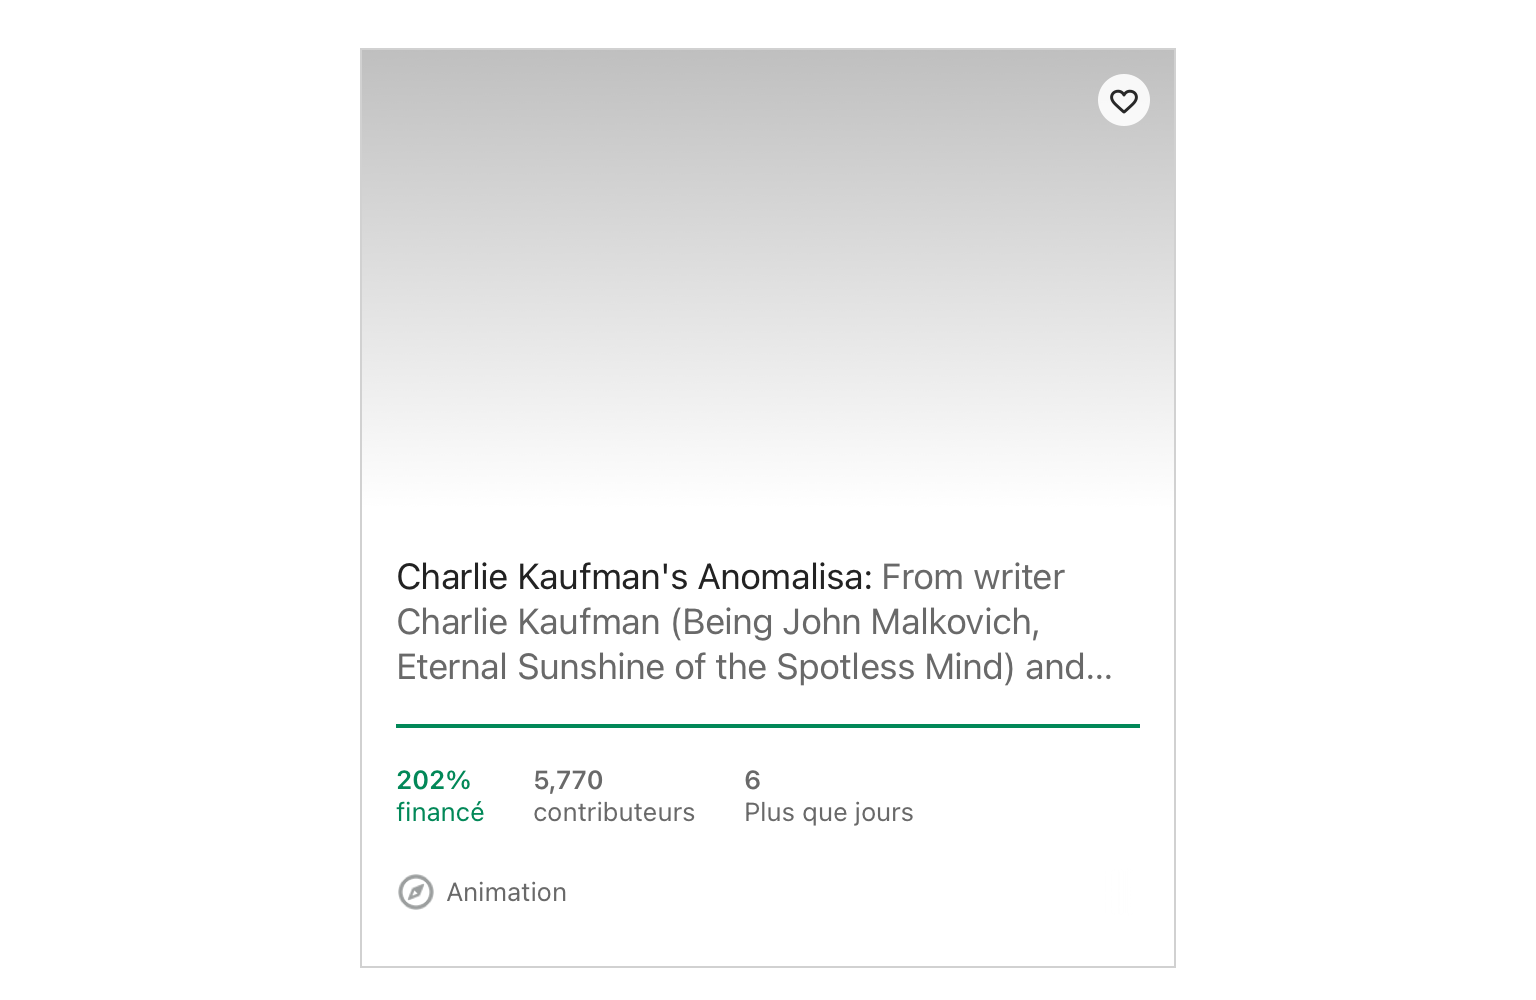 Charlie Kaufman's Anomalisa: From writer
Charlie Kaufman (Being John Malkovich,
Eternal Sunshine of the Spotless Mind) and...
202%
financé
5,770
contributeurs
6
Plus que jours
Animation